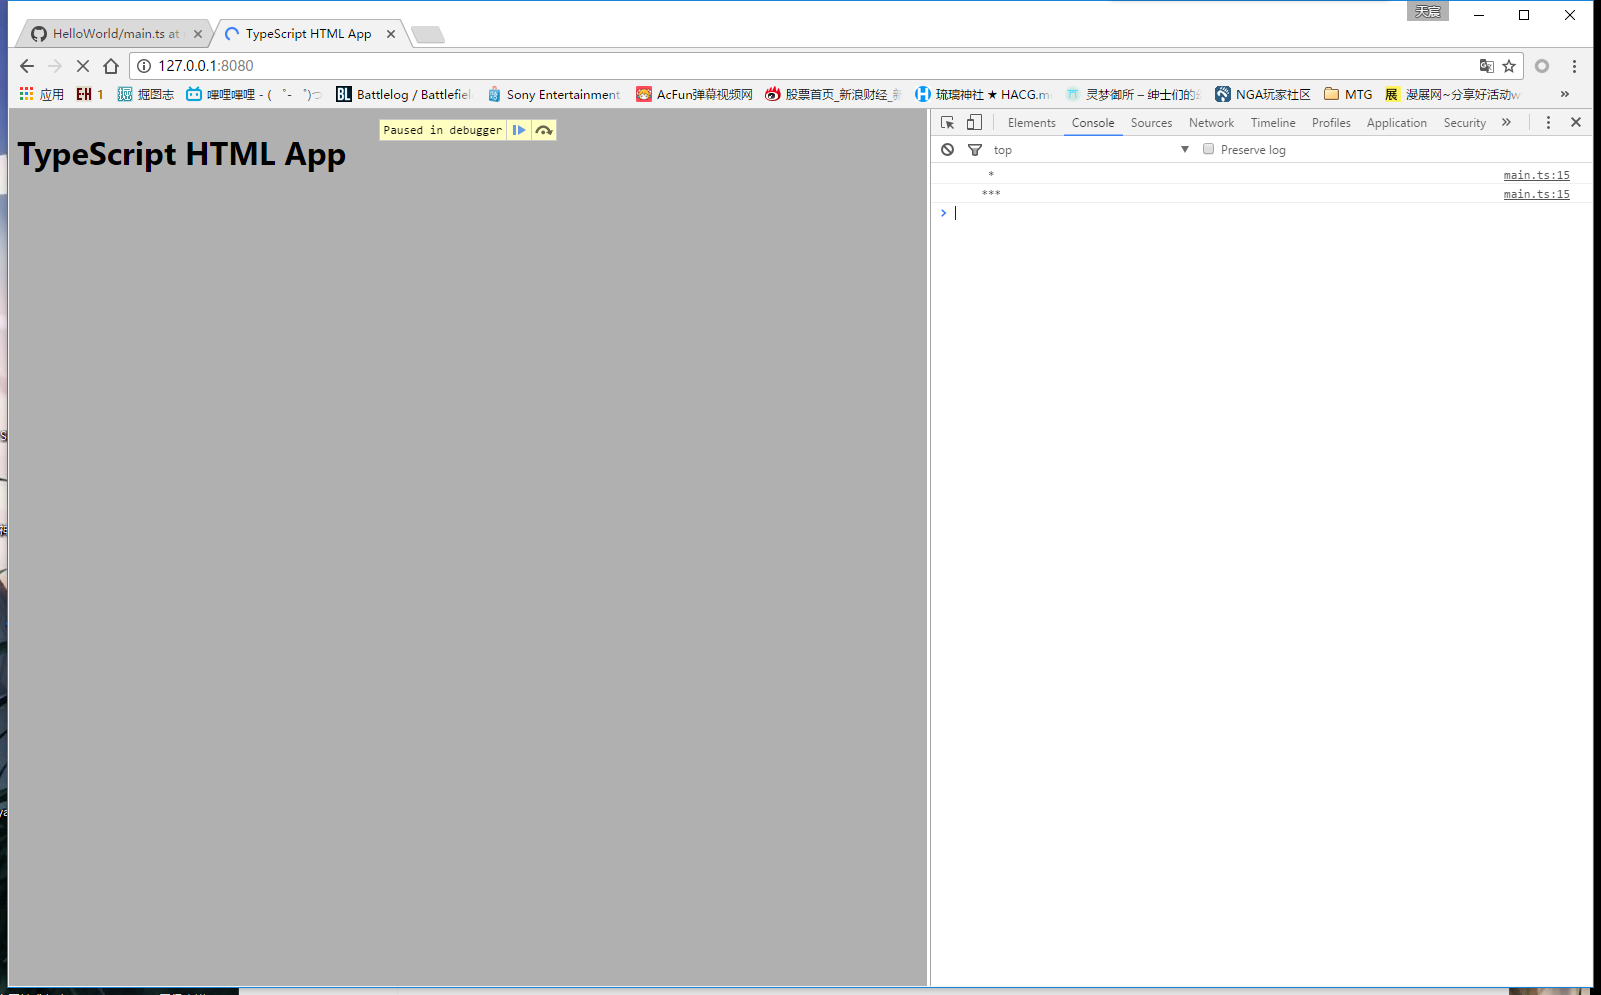 天宸
HelloWorld/main.ts at
TypeScript HTML App
127.0.0.1:8080
应用
E-H 1
掘图志
哔哩哔哩 - ( ゜- ゜)つ
BL Battlelog / Battlefiel
Sony Entertainment
AcFun弹幕视频网
股票首页_新浪财经_新
琉璃神社 ★ HACG.m
灵梦御所 – 绅士们的
NGA玩家社区
MTG
展 漫展网~分享好活动w
»
Paused in debugger
TypeScript HTML App
Elements Console Sources Network Timeline Profiles Application Security »
top Preserve log
* main.ts:15
*** main.ts:15